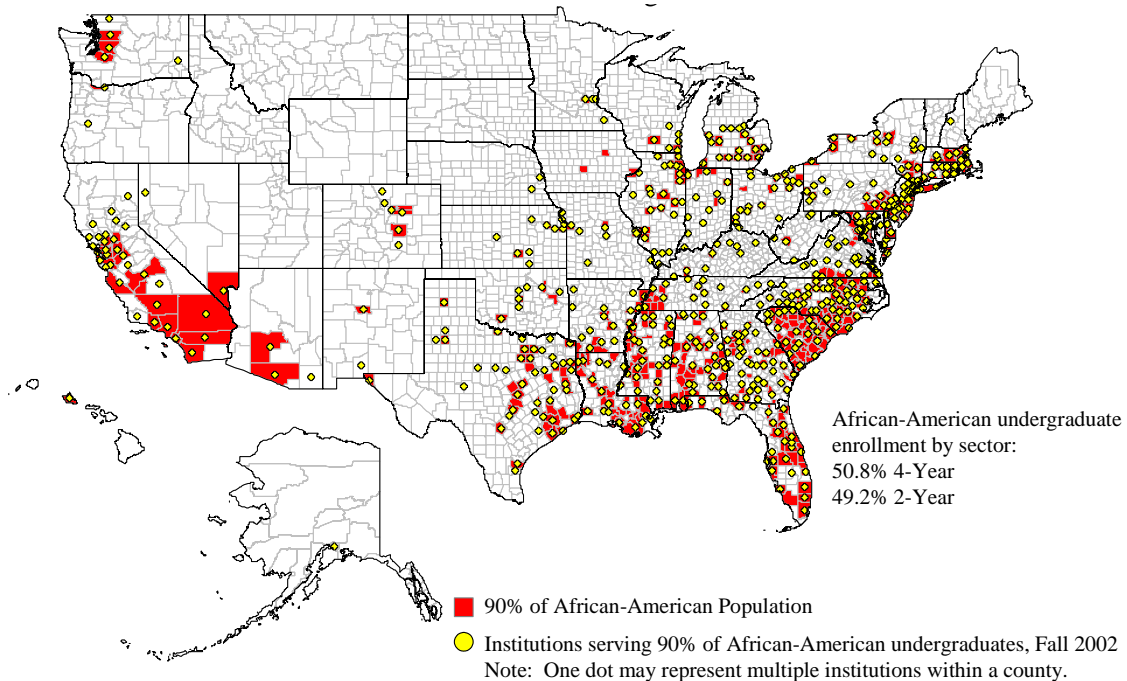 African-American undergraduate
enrollment by sector:
50.8% 4-Year
49.2% 2-Year
90% of African-American Population
Institutions serving 90% of African-American undergraduates, Fall 2002
Note: One dot may represent multiple institutions within a county.